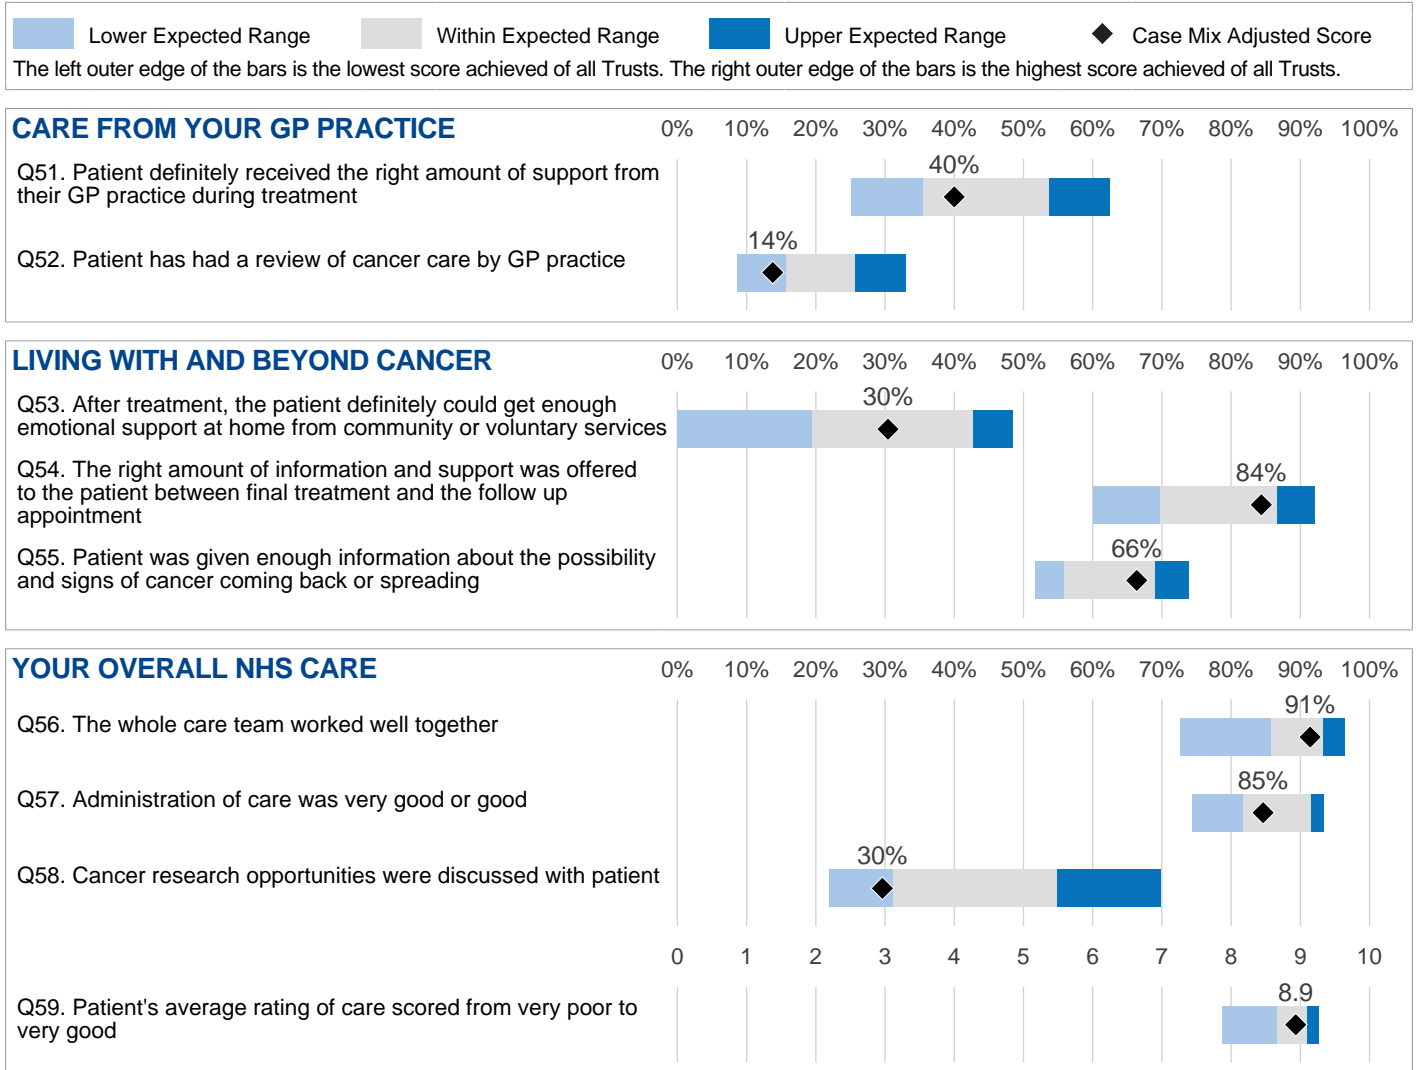 Lower Expected Range Within Expected Range Upper Expected Range Case Mix Adjusted Score
The left outer edge of the bars is the lowest score achieved of all Trusts. The right outer edge of the bars is the highest score achieved of all Trusts.
CARE FROM YOUR GP PRACTICE 0% 10% 20% 30% 40% 50% 60% 70% 80% 90% 100%
Q51. Patient definitely received the right amount of support from
their GP practice during treatment
40%
Q52. Patient has had a review of cancer care by GP practice
14%
LIVING WITH AND BEYOND CANCER 0% 10% 20% 30% 40% 50% 60% 70% 80% 90% 100%
Q53. After treatment, the patient definitely could get enough
emotional support at home from community or voluntary services
30%
Q54. The right amount of information and support was offered
to the patient between final treatment and the follow up
appointment
84%
Q55. Patient was given enough information about the possibility
and signs of cancer coming back or spreading
66%
YOUR OVERALL NHS CARE 0% 10% 20% 30% 40% 50% 60% 70% 80% 90% 100%
Q56. The whole care team worked well together
91%
Q57. Administration of care was very good or good
85%
Q58. Cancer research opportunities were discussed with patient
30%
0 1 2 3 4 5 6 7 8 9 10
Q59. Patient's average rating of care scored from very poor to
very good
8.9